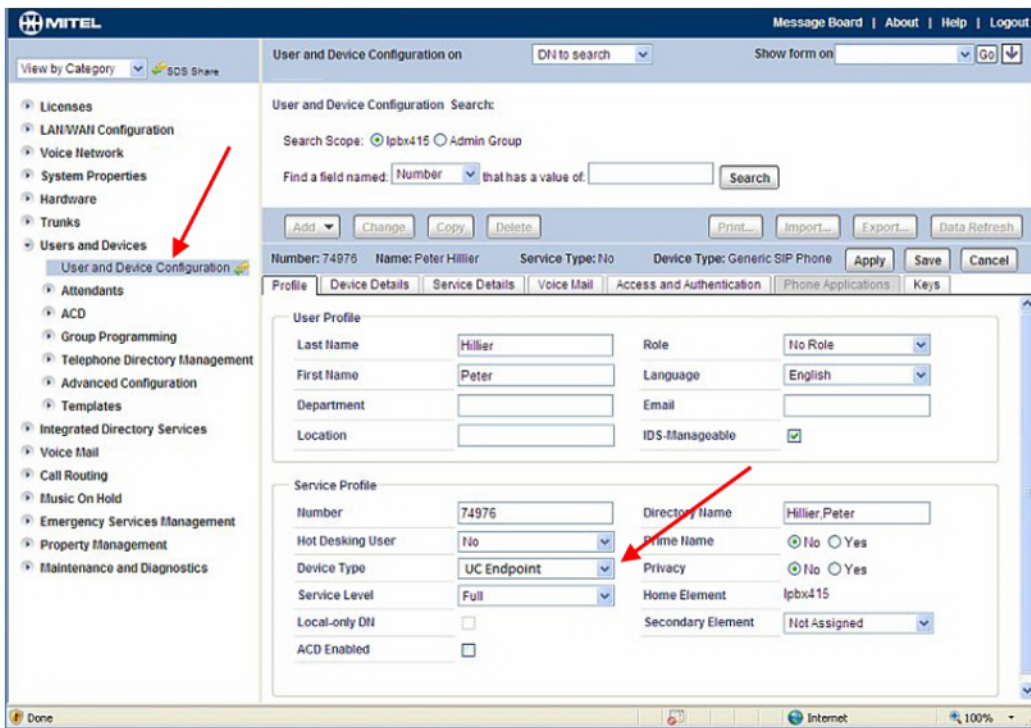 MITEL
Message Board | About | Help | Logout
View by Category SDS Share
User and Device Configuration on DN to search Show form on Go
Licenses
LAN/WAN Configuration
Voice Network
System Properties
Hardware
Trunks
Users and Devices
User and Device Configuration
Attendants
ACD
Group Programming
Telephone Directory Management
Advanced Configuration
Templates
Integrated Directory Services
Voice Mail
Call Routing
Music On Hold
Emergency Services Management
Property Management
Maintenance and Diagnostics
User and Device Configuration Search:
Search Scope: lpbx415 Admin Group
Find a field named: Number that has a value of: Search
Add Change Copy Delete Print... Import... Export... Data Refresh
Number: 74976 Name: Peter Hillier Service Type: No Device Type: Generic SIP Phone Apply Save Cancel
Profile Device Details Service Details Voice Mail Access and Authentication Phone Applications Keys
User Profile
Last Name Hillier Role No Role
First Name Peter Language English
Department Email
Location IDS-Manageable
Service Profile
Number 74976 Directory Name Hillier,Peter
Hot Desking User No Prime Name No Yes
Device Type UC Endpoint Privacy No Yes
Service Level Full Home Element lpbx415
Local-only DN Secondary Element Not Assigned
ACD Enabled
Done Internet 100%